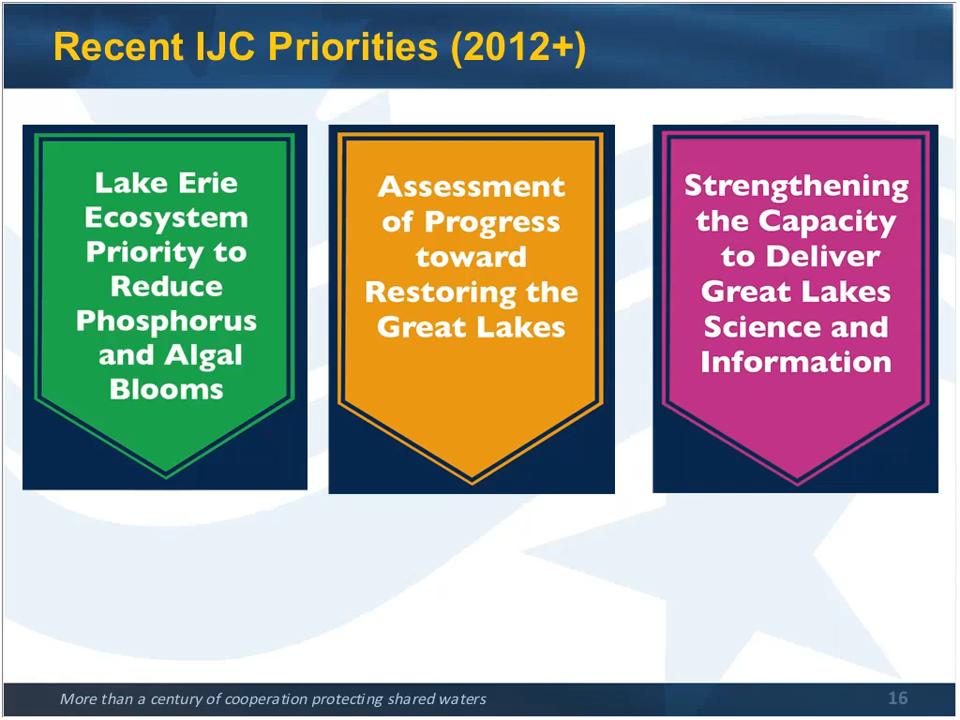 Recent IJC Priorities (2012+)
Lake Erie
Ecosystem
Priority to
Reduce
Phosphorus
and Algal
Blooms
Assessment
of Progress
toward
Restoring the
Great Lakes
Strengthening
the Capacity
to Deliver
Great Lakes
Science and
Information
More than a century of cooperation protecting shared waters
16